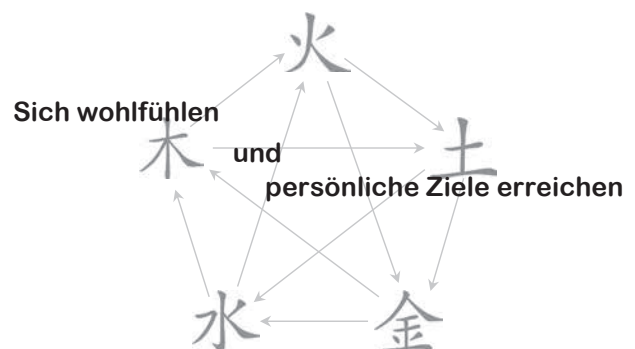 火
Sich wohlfühlen
木
土
und
persönliche Ziele erreichen
水
金